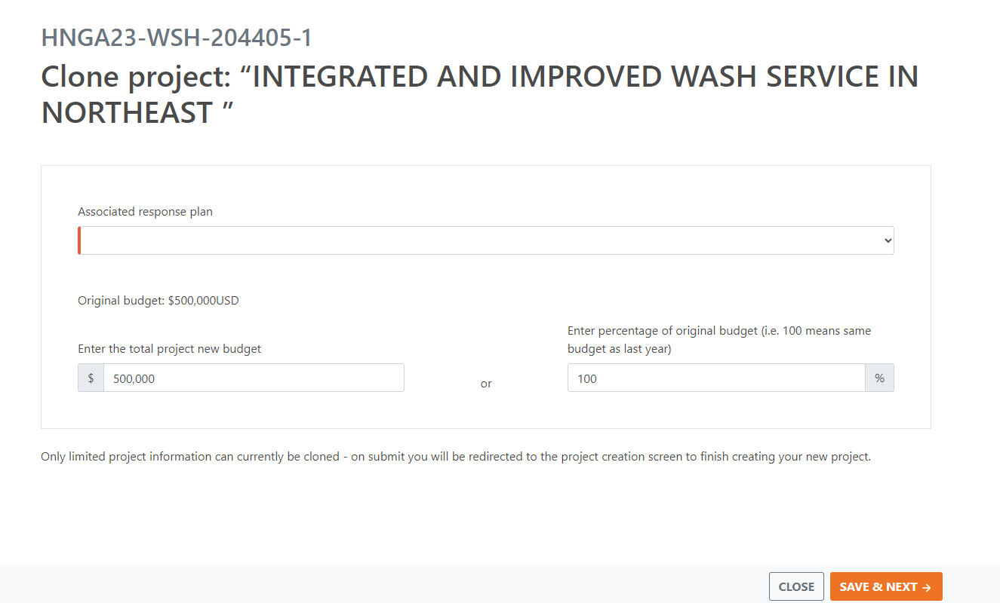 HNGA23-WSH-204405-1
Clone project: “INTEGRATED AND IMPROVED WASH SERVICE IN
NORTHEAST ”
Associated response plan
Original budget: $500,000USD
Enter the total project new budget
$ 500,000
or
Enter percentage of original budget (i.e. 100 means same
budget as last year)
100 %
Only limited project information can currently be cloned - on submit you will be redirected to the project creation screen to finish creating your new project.
CLOSE
SAVE & NEXT →